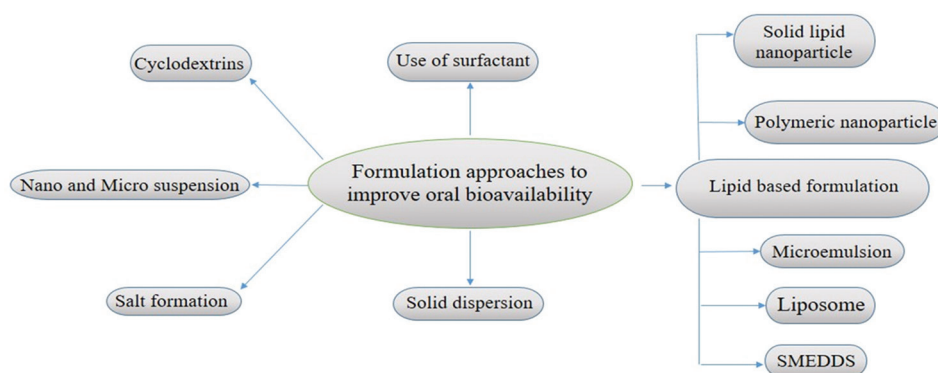 Cyclodextrins
Use of surfactant
Solid lipid
nanoparticle
Polymeric nanoparticle
Formulation approaches to
improve oral bioavailability
Nano and Micro suspension
Lipid based formulation
Salt formation
Solid dispersion
Microemulsion
Liposome
SMEDDS